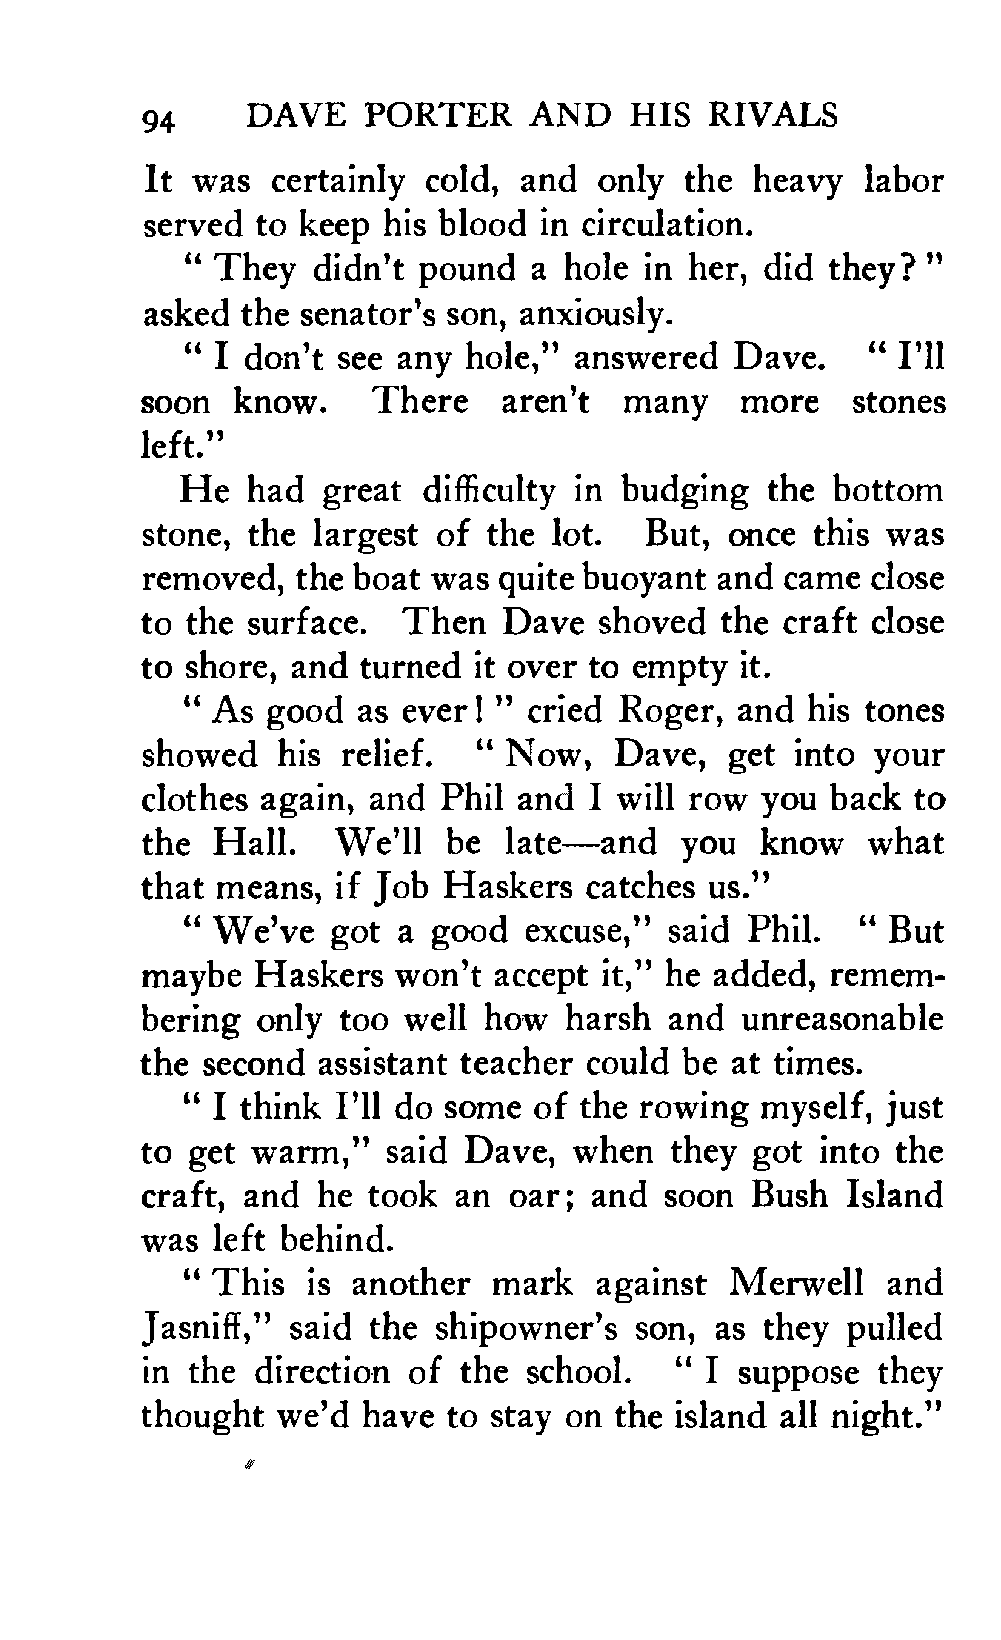 94 DAVE PORTER AND HIS RIVALS
It was certainly cold, and only the heavy labor
served to keep his blood in circulation.
“ They didn’t pound a hole in her, did they? ”
asked the senator’s son, anxiously.
“ I don’t see any hole,” answered Dave. “ I’ll
soon know. There aren’t many more stones
left.”
He had great difficulty in budging the bottom
stone, the largest of the lot. But, once this was
removed, the boat was quite buoyant and came close
to the surface. Then Dave shoved the craft close
to shore, and turned it over to empty it.
“ As good as ever! ” cried Roger, and his tones
showed his relief. “ Now, Dave, get into your
clothes again, and Phil and I will row you back to
the Hall. We’ll be late—and you know what
that means, if Job Haskers catches us.”
“ We’ve got a good excuse,” said Phil. “ But
maybe Haskers won’t accept it,” he added, remem-
bering only too well how harsh and unreasonable
the second assistant teacher could be at times.
“ I think I’ll do some of the rowing myself, just
to get warm,” said Dave, when they got into the
craft, and he took an oar; and soon Bush Island
was left behind.
“ This is another mark against Merwell and
Jasniff,” said the shipowner’s son, as they pulled
in the direction of the school. “ I suppose they
thought we’d have to stay on the island all night.”